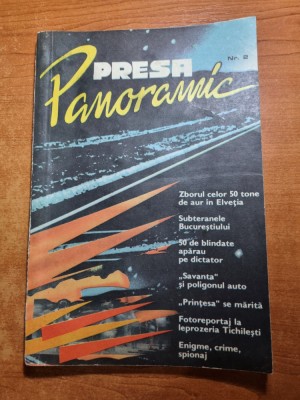 PRESA
Panoramic
Nr. 2
Zborul celor 50 tone
de aur în Elveția
Subteranele
Bucureștiului
50 de blindate
apărau
pe dictator
„Savanta"
și poligonul auto
„Prințesa" se mărită
Fotoreportaj la
leprozeria Tichilești
Enigme, crime,
spionaj